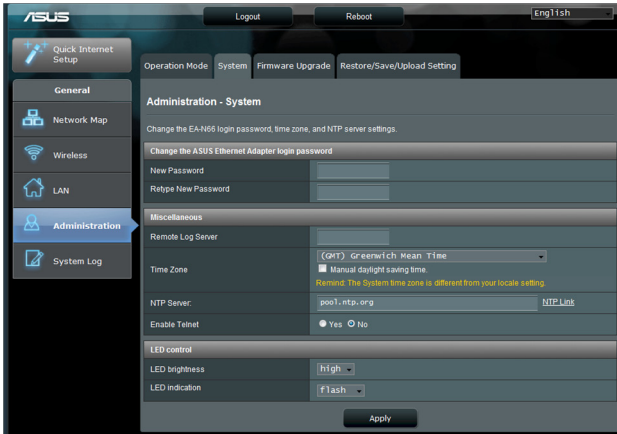 ASUS
Logout
Reboot
English
Quick Internet
Setup
General
Network Map
Wireless
LAN
Administration
System Log
Operation Mode
System
Firmware Upgrade
Restore/Save/Upload Setting
Administration - System
Change the EA-N66 login password, time zone, and NTP server settings.
Change the ASUS Ethernet Adapter login password
New Password
Retype New Password
Miscellaneous
Remote Log Server
Time Zone
(GMT) Greenwich Mean Time
Manual daylight saving time.
Remind: The System time zone is different from your locale setting.
NTP Server:
pool.ntp.org
NTP Link
Enable Telnet
Yes
No
LED control
LED brightness
high
LED indication
flash
Apply